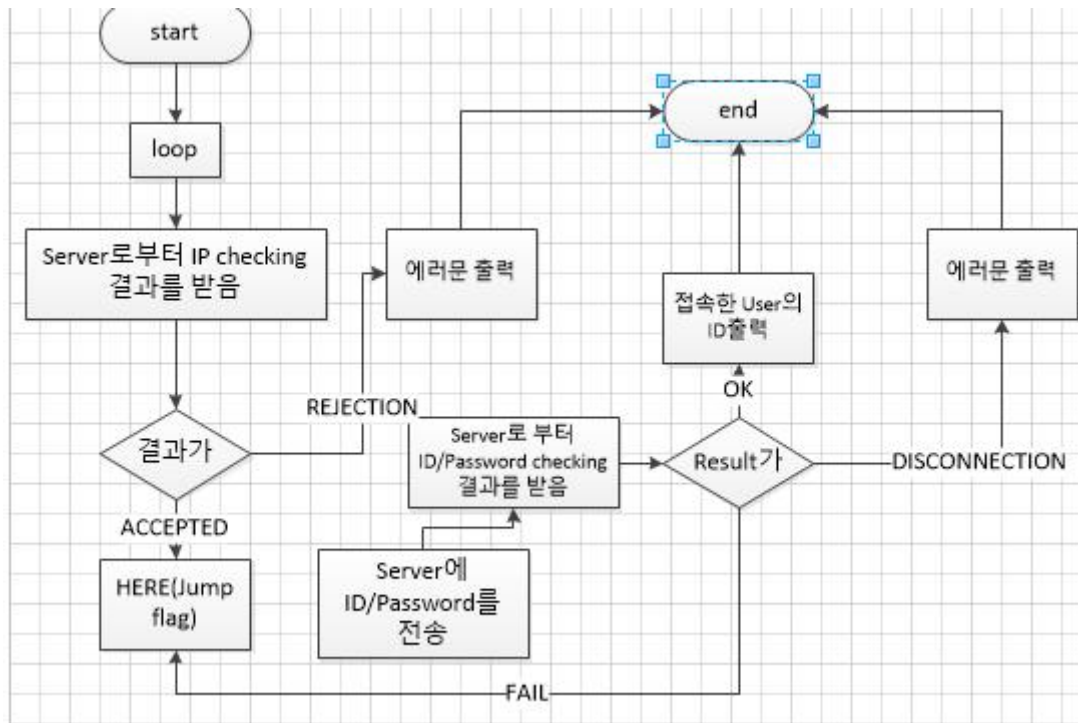 start
loop
Server로부터 IP checking
결과를 받음
결과가
ACCEPTED
HERE(Jump
flag)
REJECTION
에러문 출력
Server에
ID/Password를
전송
Server로 부터
ID/Password checking
결과를 받음
Result가
OK
접속한 User의
ID출력
end
DISCONNECTION
에러문 출력
FAIL